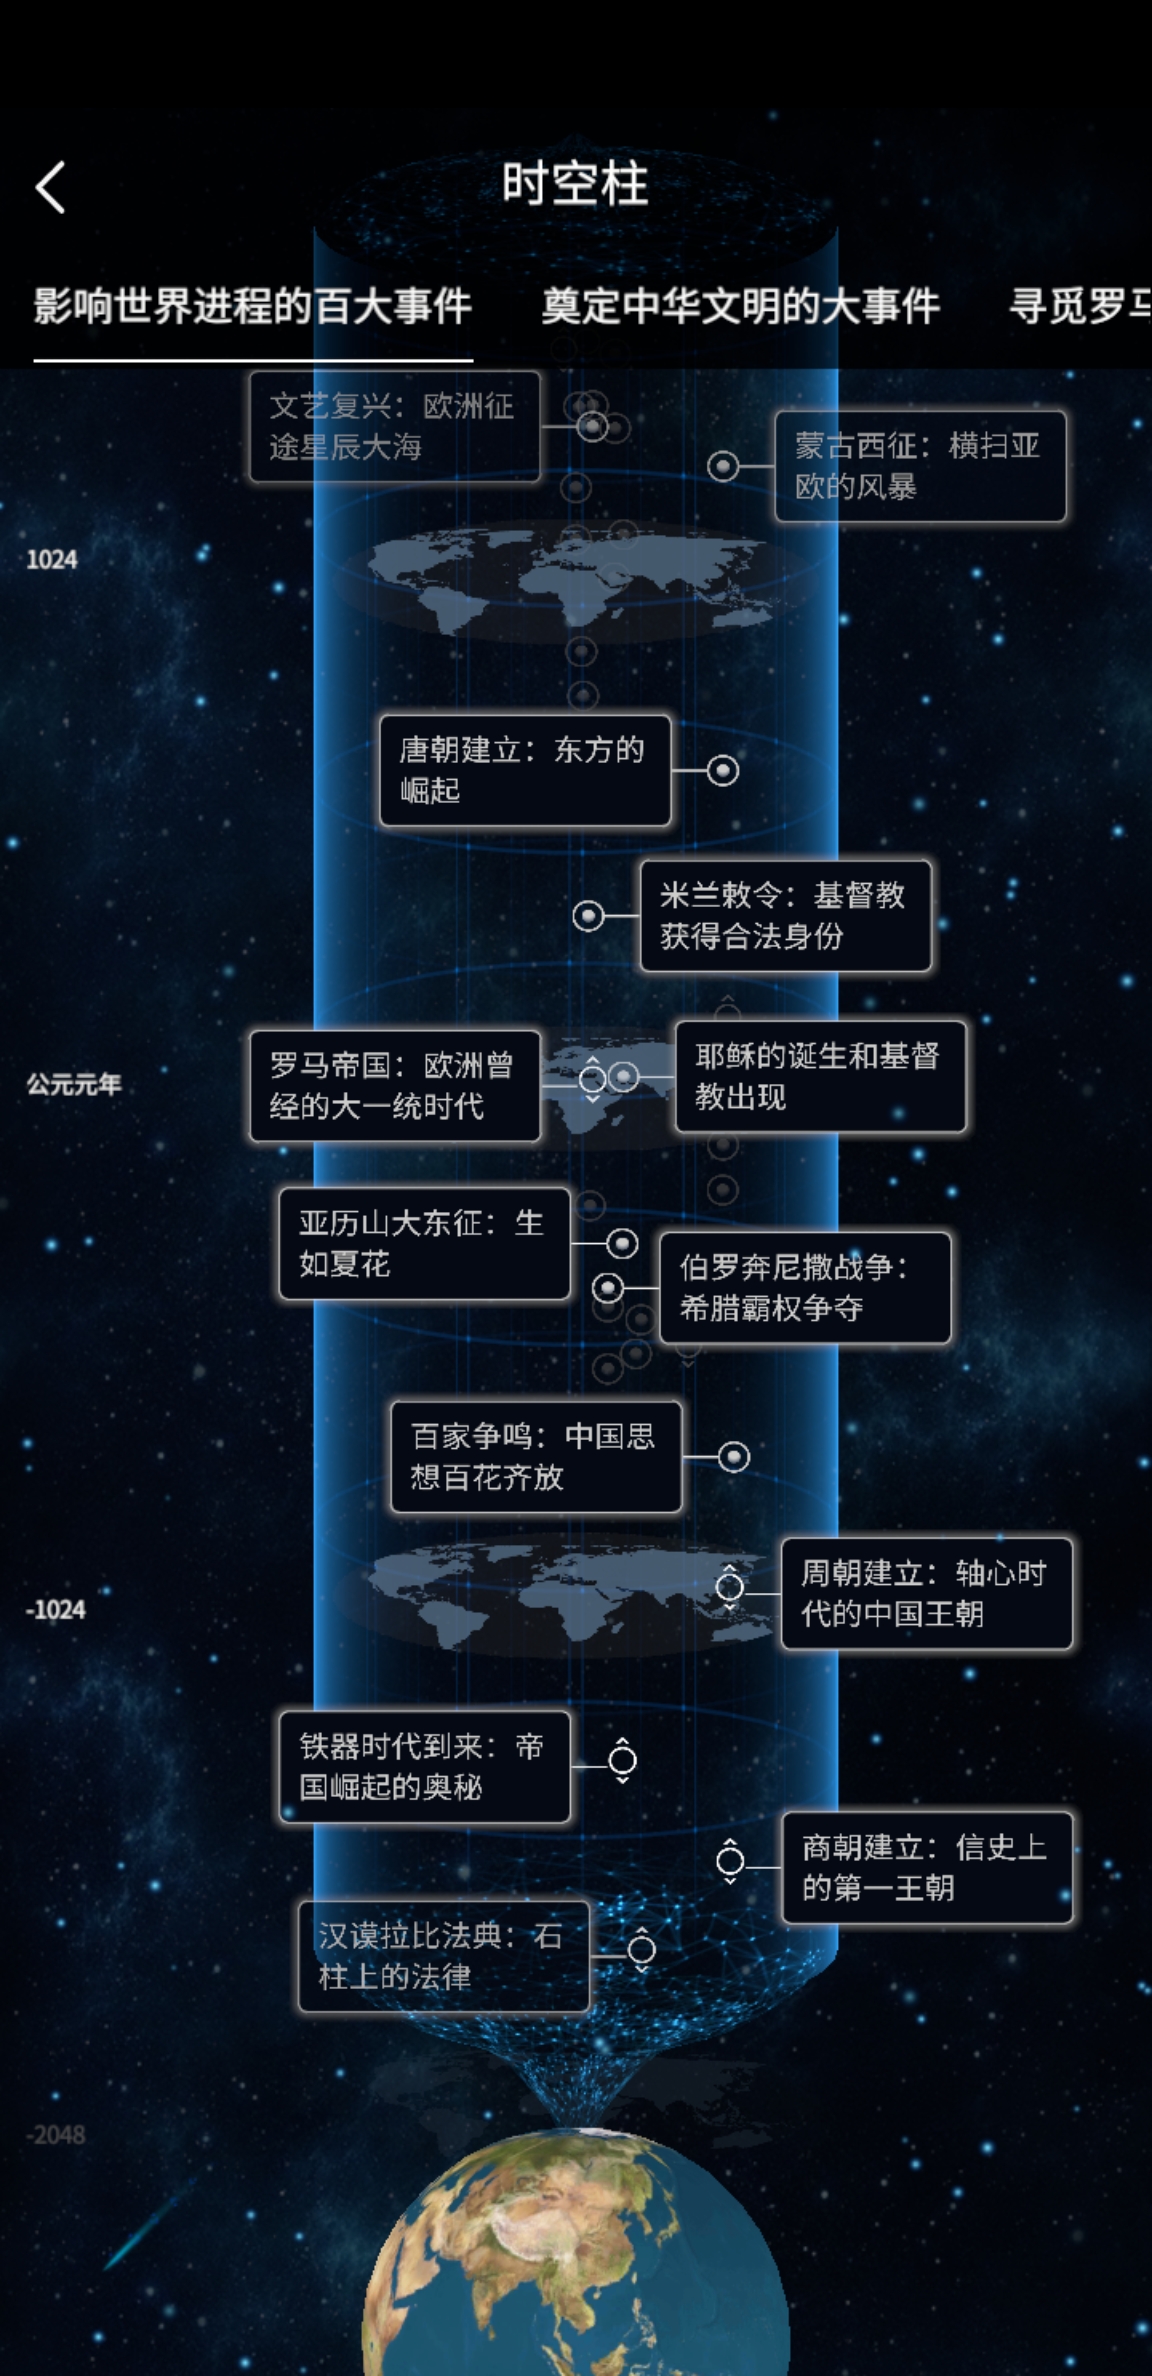 时空柱
影响世界进程的百大事件
奠定中华文明的大事件
寻觅罗马
文艺复兴：欧洲征
途星辰大海
蒙古西征：横扫亚
欧的风暴
1024
唐朝建立：东方的
崛起
米兰敕令：基督教
获得合法身份
公元元年
罗马帝国：欧洲曾
经的大一统时代
耶稣的诞生和基督
教出现
亚历山大东征：生
如夏花
伯罗奔尼撒战争：
希腊霸权争夺
百家争鸣：中国思
想百花齐放
-1024
周朝建立：轴心时
代的中国王朝
铁器时代到来：帝
国崛起的奥秘
商朝建立：信史上
的第一王朝
汉谟拉比法典：石
柱上的法律
-2048